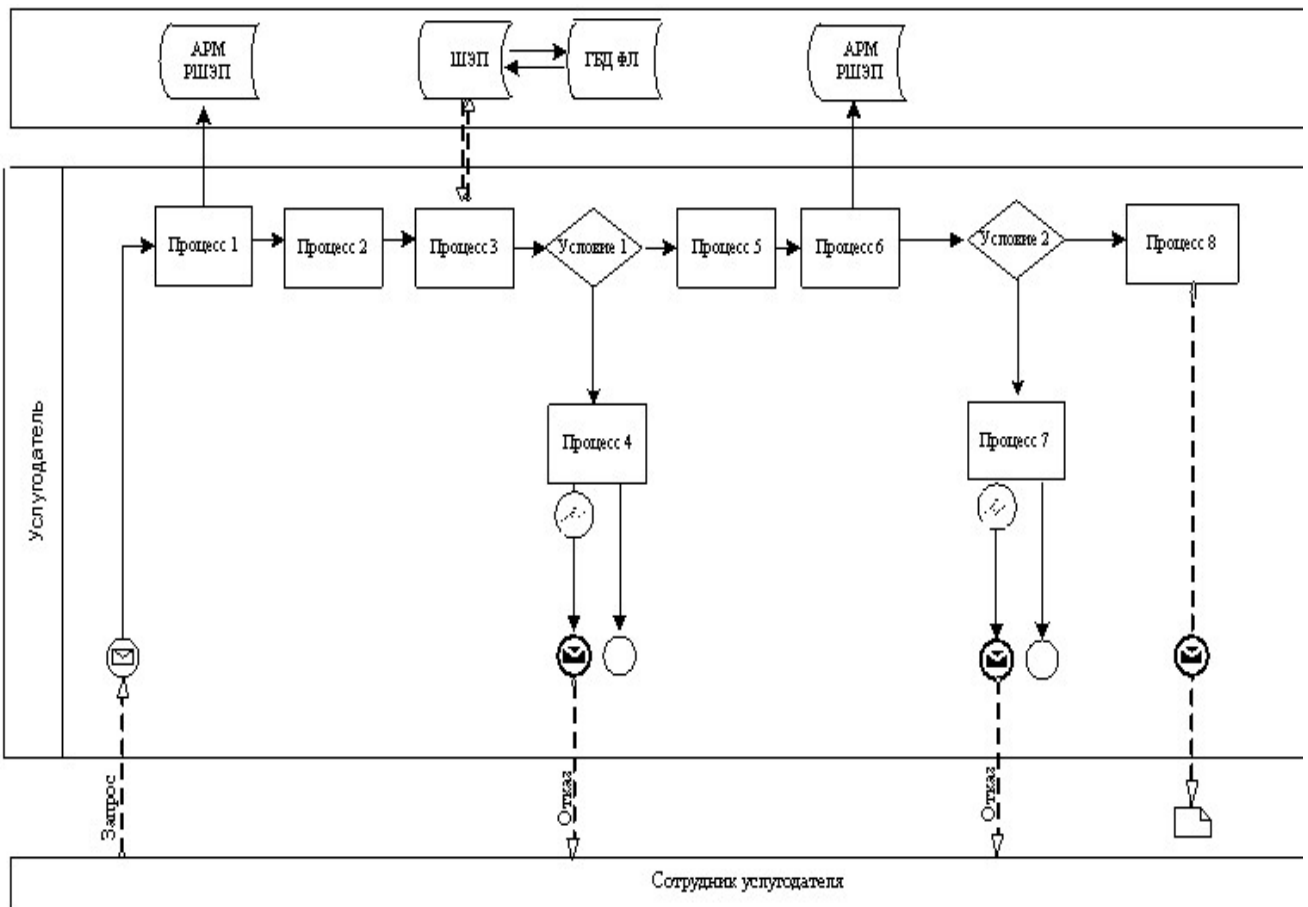 АРМ
РШЭП
ШЭП
ГБД ФЛ
АРМ
РШЭП
Процесс 1
Процесс 2
Процесс 3
Условие 1
Процесс 5
Процесс 6
Условие 2
Процесс 8
Процесс 4
Процесс 7
Услугодатель
Запрос
Отказ
Отказ
Сотрудник услугодателя